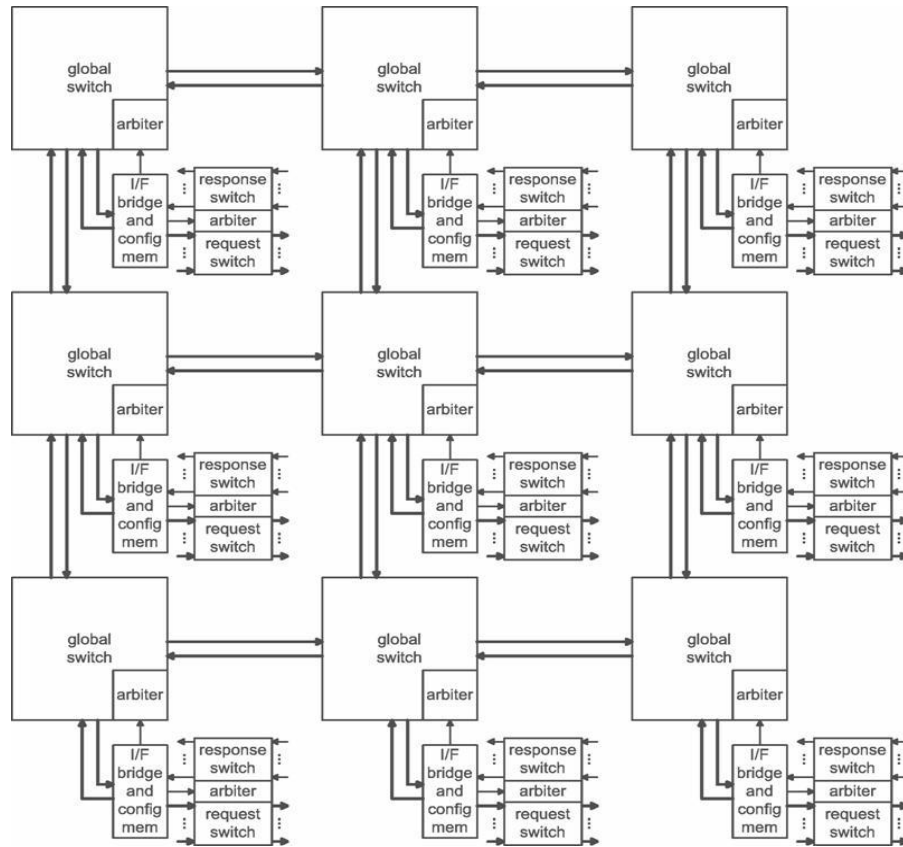 global
switch
arbiter
I/F
bridge
and
config
mem
response
switch
arbiter
request
switch
global
switch
arbiter
I/F
bridge
and
config
mem
response
switch
arbiter
request
switch
global
switch
arbiter
I/F
bridge
and
config
mem
response
switch
arbiter
request
switch
global
switch
arbiter
I/F
bridge
and
config
mem
response
switch
arbiter
request
switch
global
switch
arbiter
I/F
bridge
and
config
mem
response
switch
arbiter
request
switch
global
switch
arbiter
I/F
bridge
and
config
mem
response
switch
arbiter
request
switch
global
switch
arbiter
I/F
bridge
and
config
mem
response
switch
arbiter
request
switch
global
switch
arbiter
I/F
bridge
and
config
mem
response
switch
arbiter
request
switch
global
switch
arbiter
I/F
bridge
and
config
mem
response
switch
arbiter
request
switch